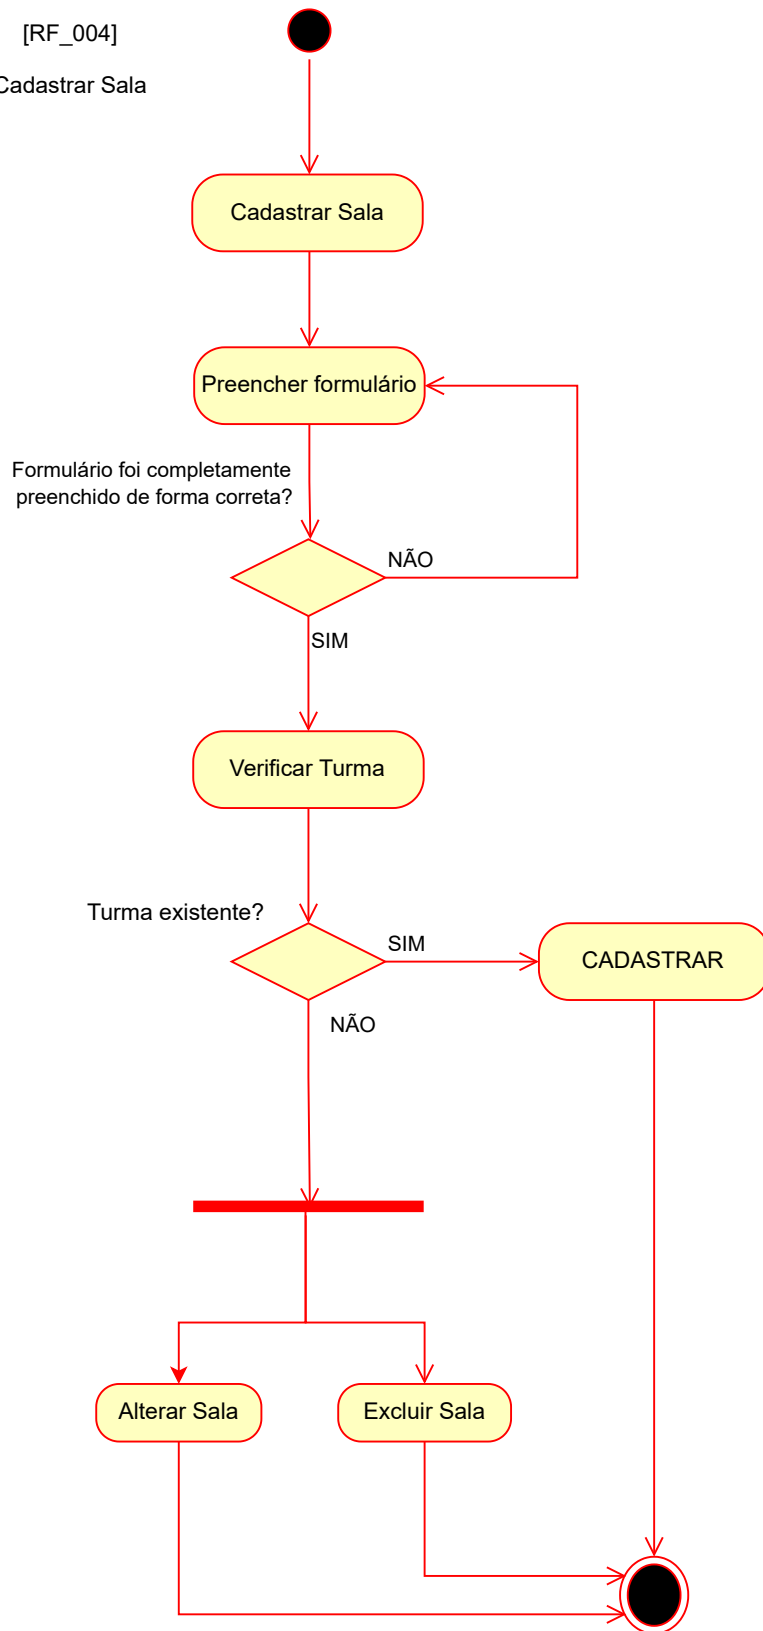 [RF_004]
Cadastrar Sala
Cadastrar Sala
Preencher formulário
Formulário foi completamente
preenchido de forma correta?
NÃO
SIM
Verificar Turma
Turma existente?
SIM
CADASTRAR
NÃO
Alterar Sala
Excluir Sala